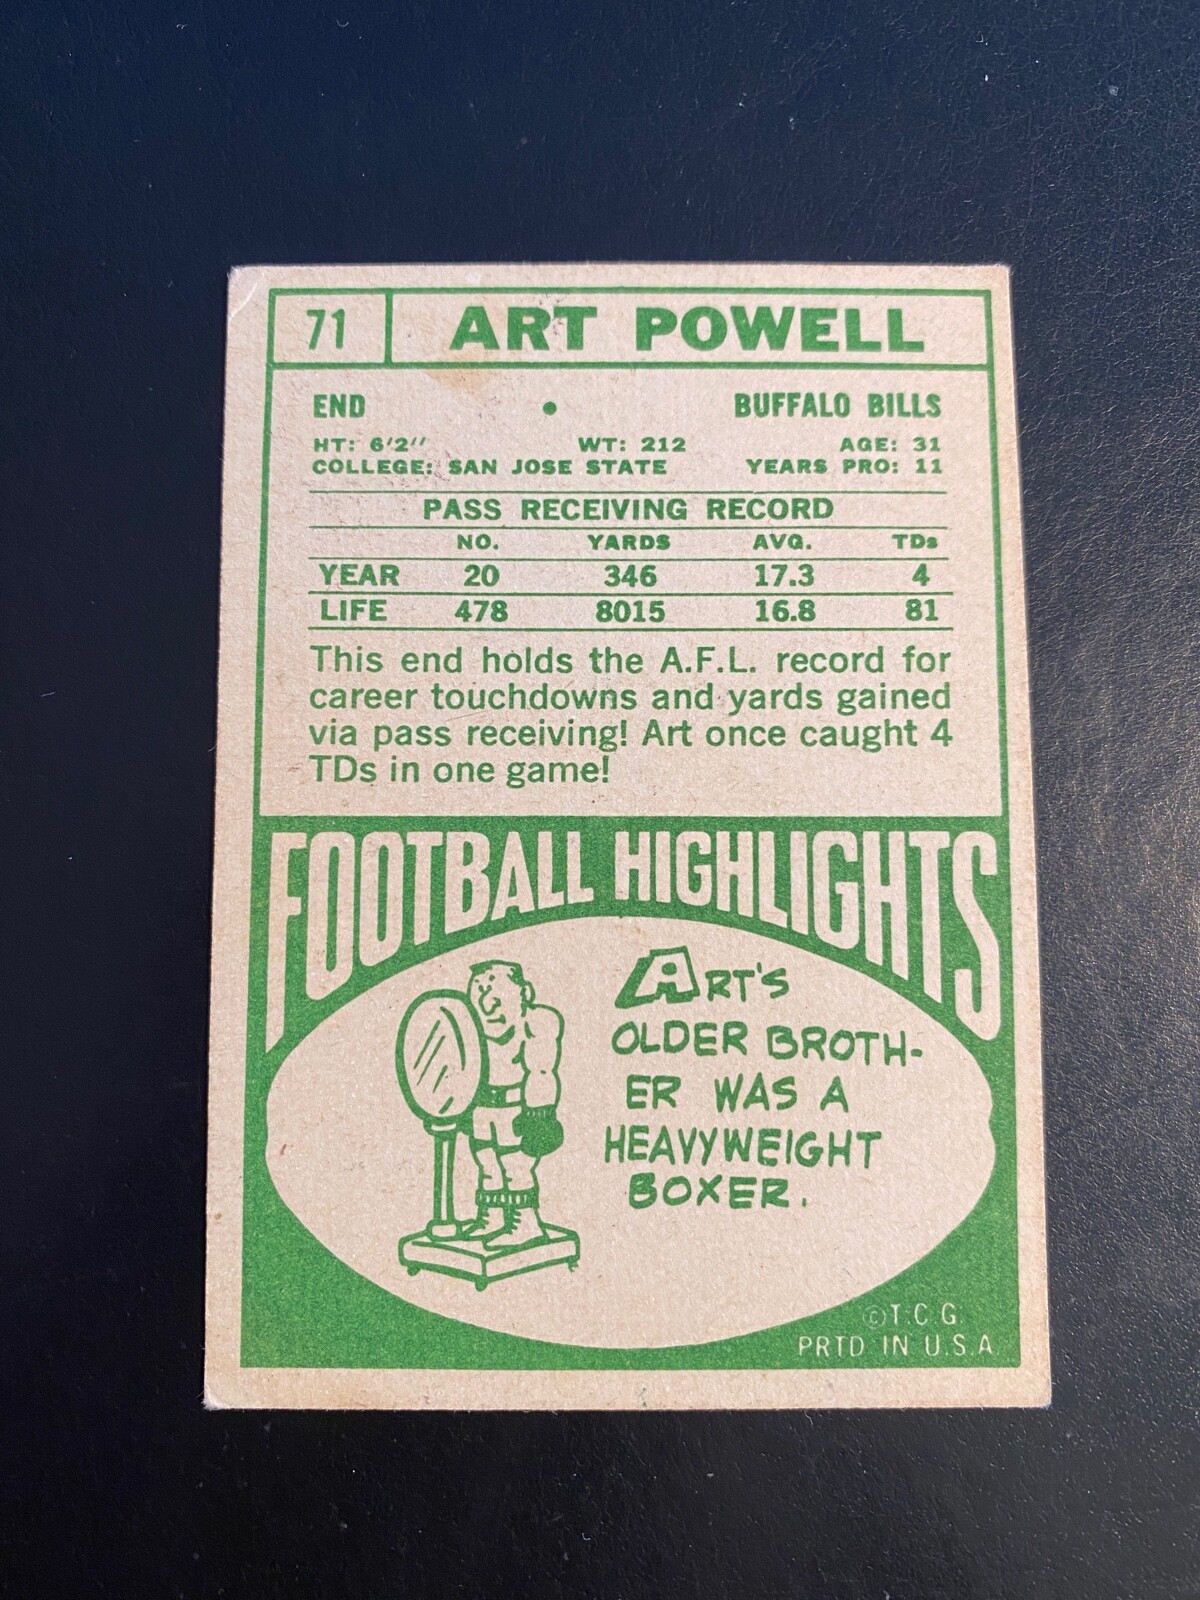 71 ART POWELL
END • BUFFALO BILLS
HT: 6'2" WT: 212 AGE: 31
COLLEGE: SAN JOSE STATE YEARS PRO: 11
PASS RECEIVING RECORD
NO. YARDS AVG. TDs
YEAR 20 346 17.3 4
LIFE 478 8015 16.8 81
This end holds the A.F.L. record for
career touchdowns and yards gained
via pass receiving! Art once caught 4
TDs in one game!
FOOTBALL HIGHLIGHTS
ART'S
OLDER BROTH-
ER WAS A
HEAVYWEIGHT
BOXER.
©T.C.G.
PRTD. IN U.S.A.